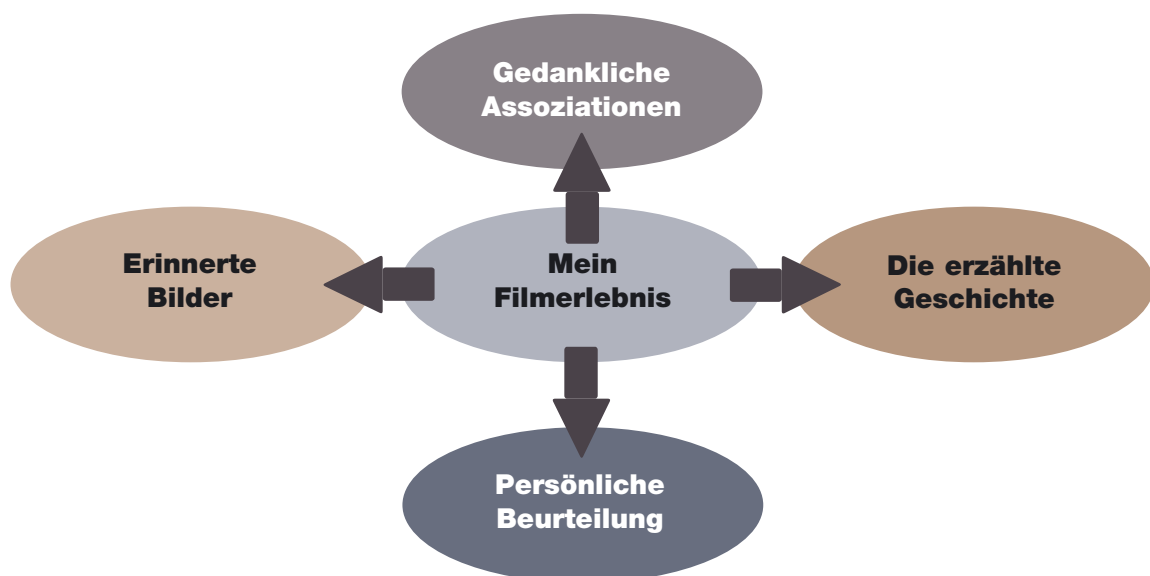 Gedankliche
Assoziationen
Erinnerte
Bilder
Mein
Filmerlebnis
Die erzählte
Geschichte
Persönliche
Beurteilung